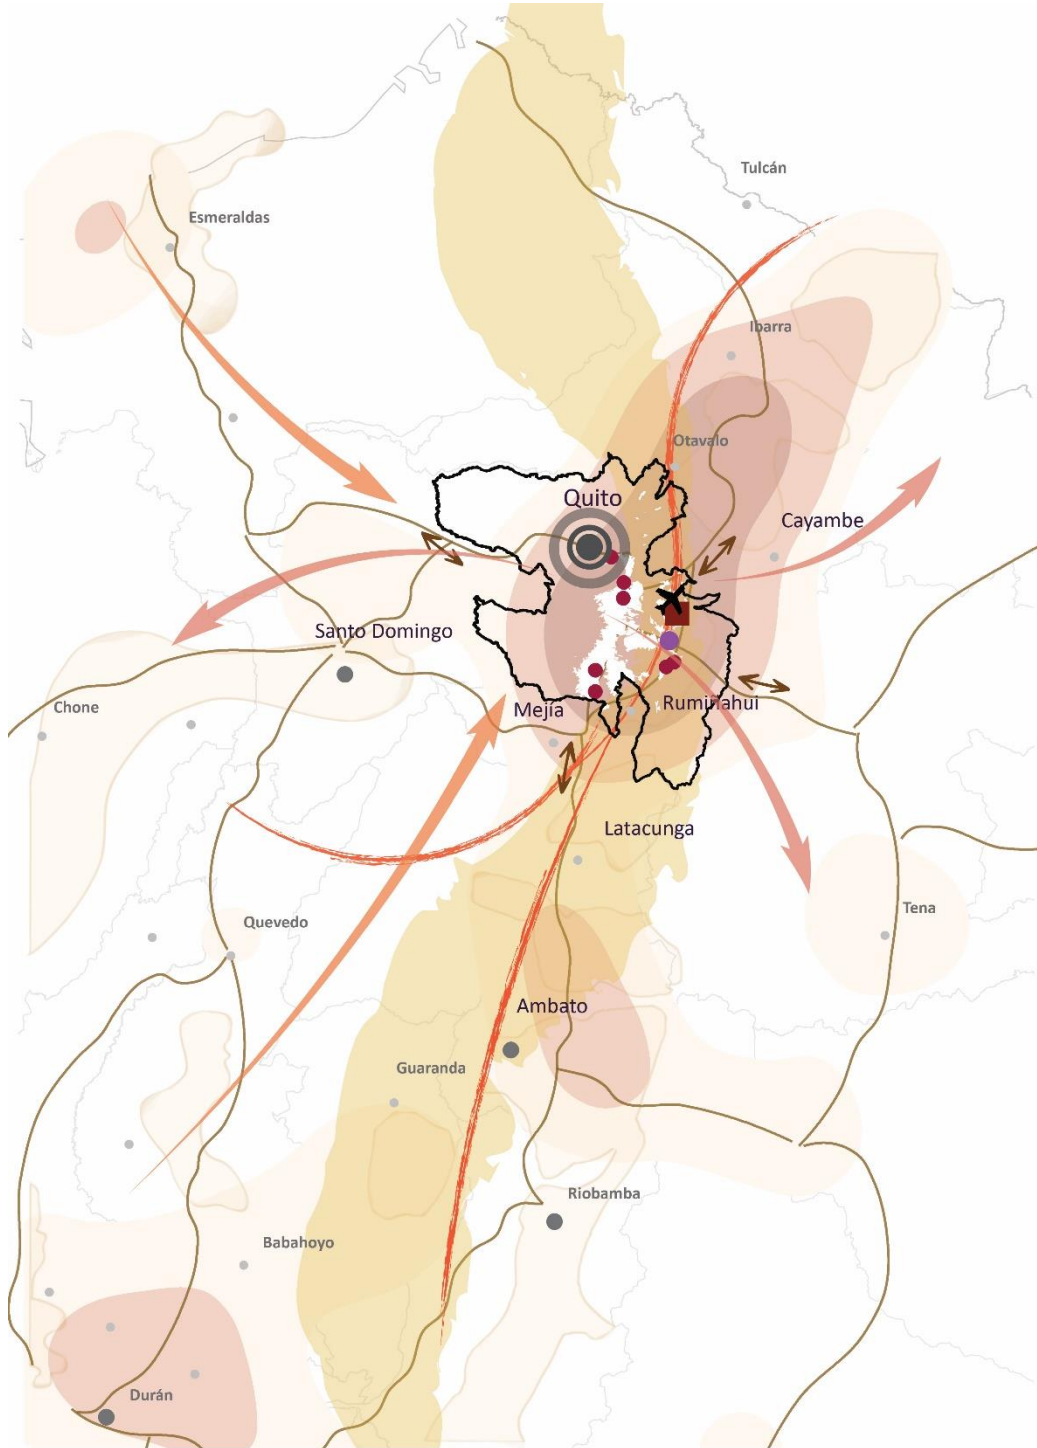 Tulcán
Esmeraldas
Ibarra
Otavalo
Quito
Cayambe
Santo Domingo
Chone
Mejía
Rumiñahui
Latacunga
Quevedo
Tena
Ambato
Guaranda
Riobamba
Babahoyo
Durán